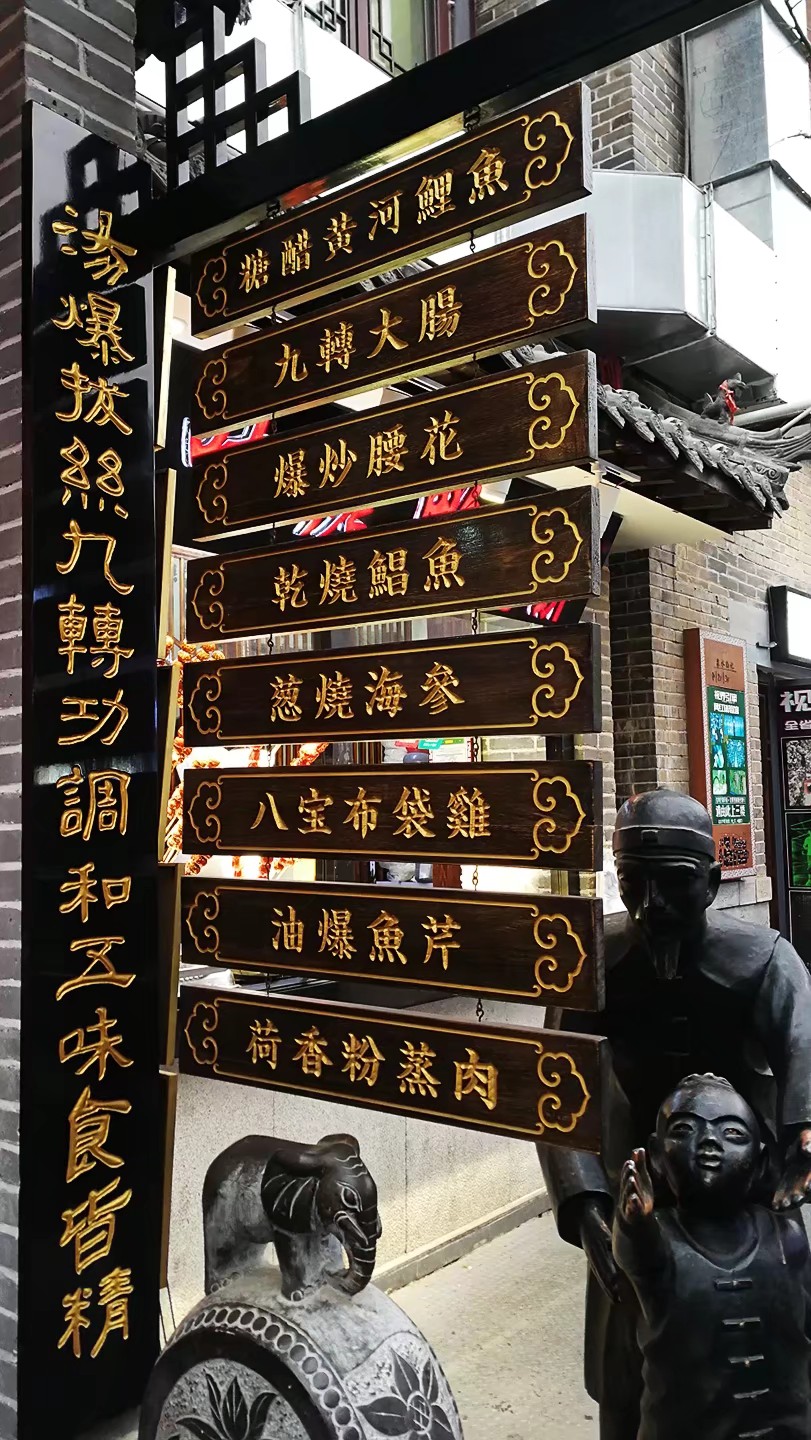 湯爆拔絲九轉功調和五味食皆精
糖醋黄河鯉魚
九轉大腸
爆炒腰花
乾燒鯧魚
葱燒海參
八宝布袋雞
油爆魚芹
荷香粉蒸肉